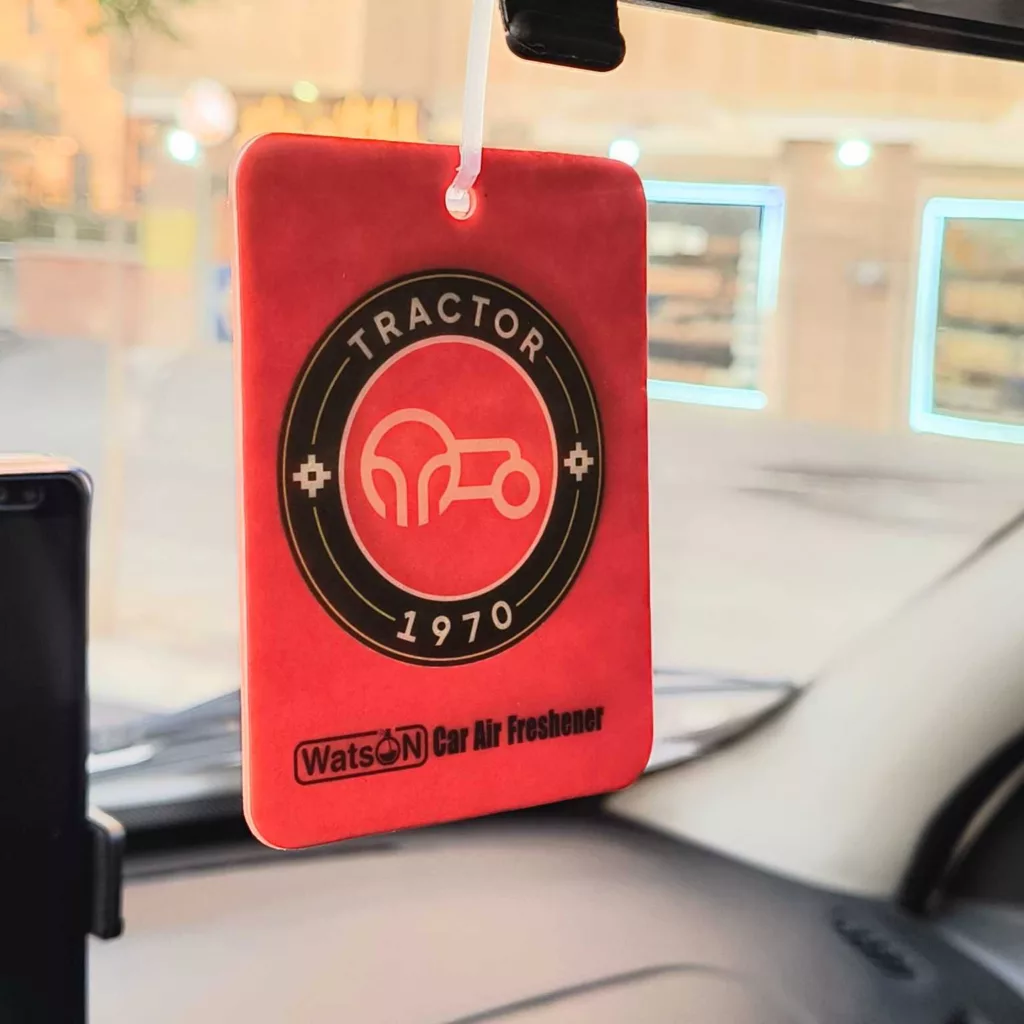 TRACTOR
1970
WatsON Car Air Freshener